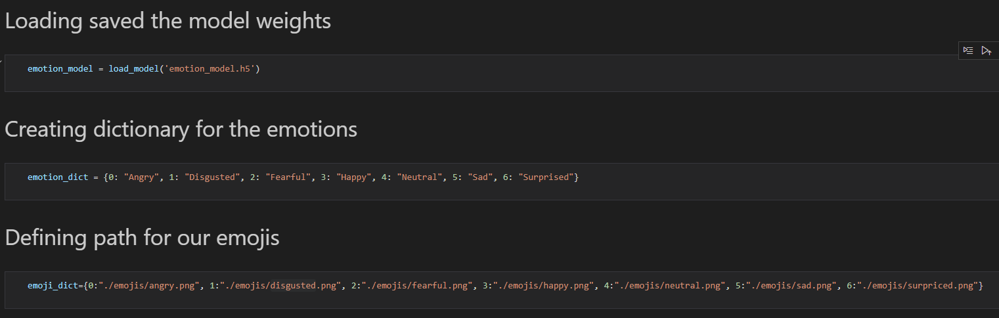 Loading saved the model weights
emotion_model = load_model('emotion_model.h5')
Creating dictionary for the emotions
emotion_dict = {0: "Angry", 1: "Disgusted", 2: "Fearful", 3: "Happy", 4: "Neutral", 5: "Sad", 6: "Surprised"}
Defining path for our emojis
emoji_dict={0:"./emojis/angry.png", 1:"./emojis/disgusted.png", 2:"./emojis/fearful.png", 3:"./emojis/happy.png", 4:"./emojis/neutral.png", 5:"./emojis/sad.png", 6:"./emojis/surpriced.png"}